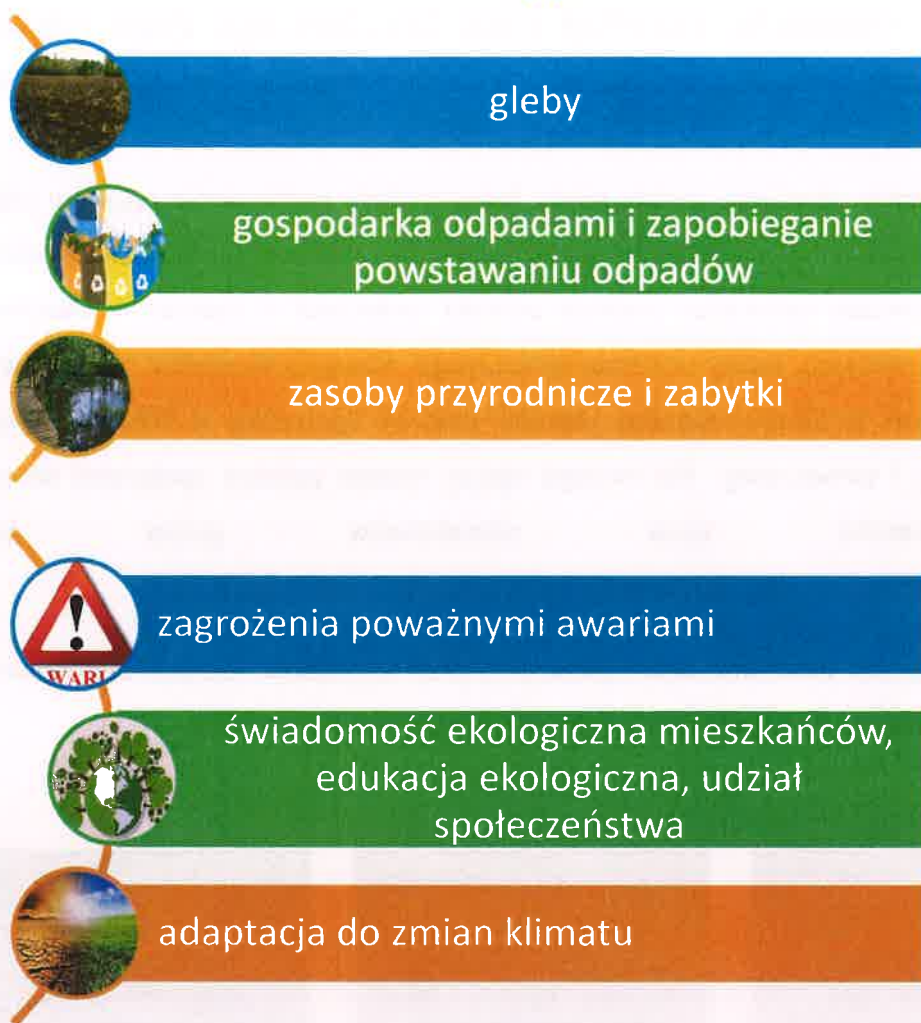 gleby
gospodarka odpadami i zapobieganie
powstawaniu odpadów
zasoby przyrodnicze i zabytki
zagrożenia poważnymi awariami
WARI
świadomość ekologiczna mieszkańców,
edukacja ekologiczna, udział
społeczeństwa
adaptacja do zmian klimatu